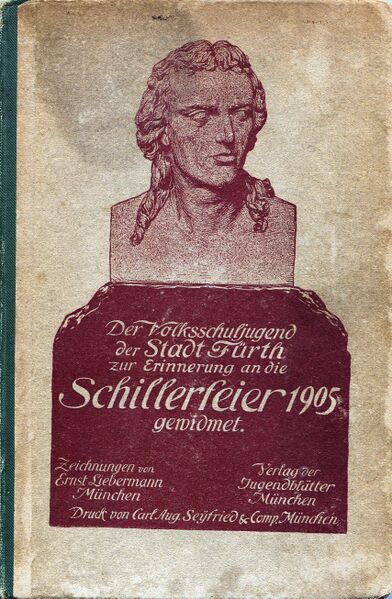 Der Volksschuljugend
der Stadt Fürth
zur Erinnerung an die
Schillerfeier 1905
gewidmet.
Zeichnungen von
Ernst Liebermann
München
Verlag der
Jugendblätter
München
Druck von Carl Aug. Seyfried & Comp. München.